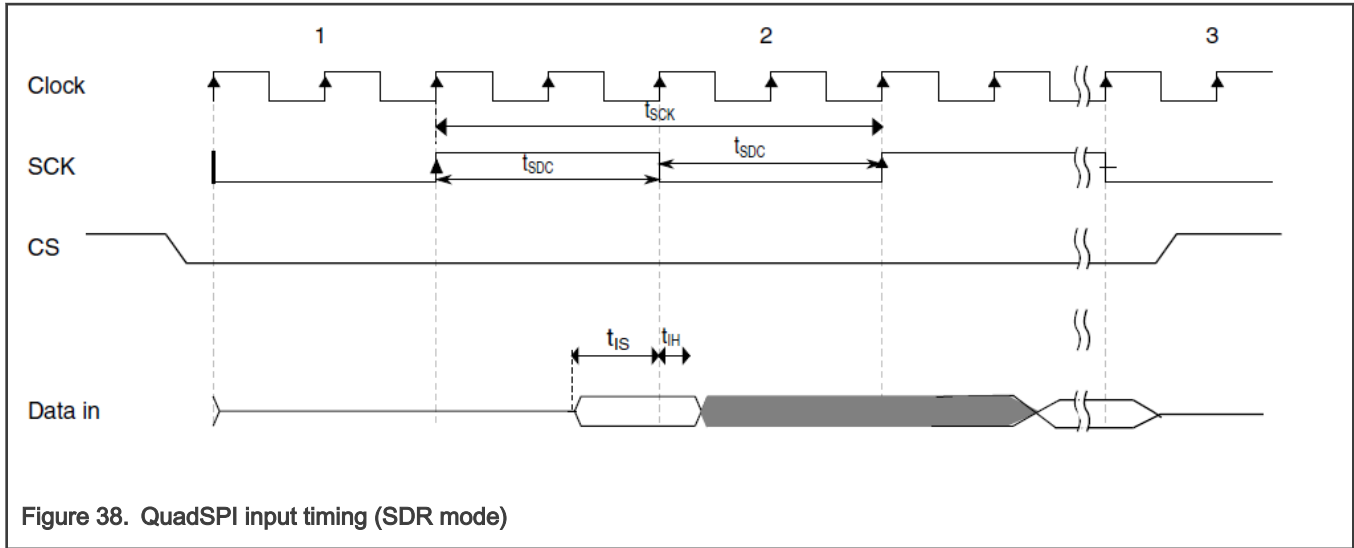 1 2 3
Clock
tSCK
SCK
tSDC tSDC
CS
tIS tIH
Data in
Figure 38. QuadSPI input timing (SDR mode)